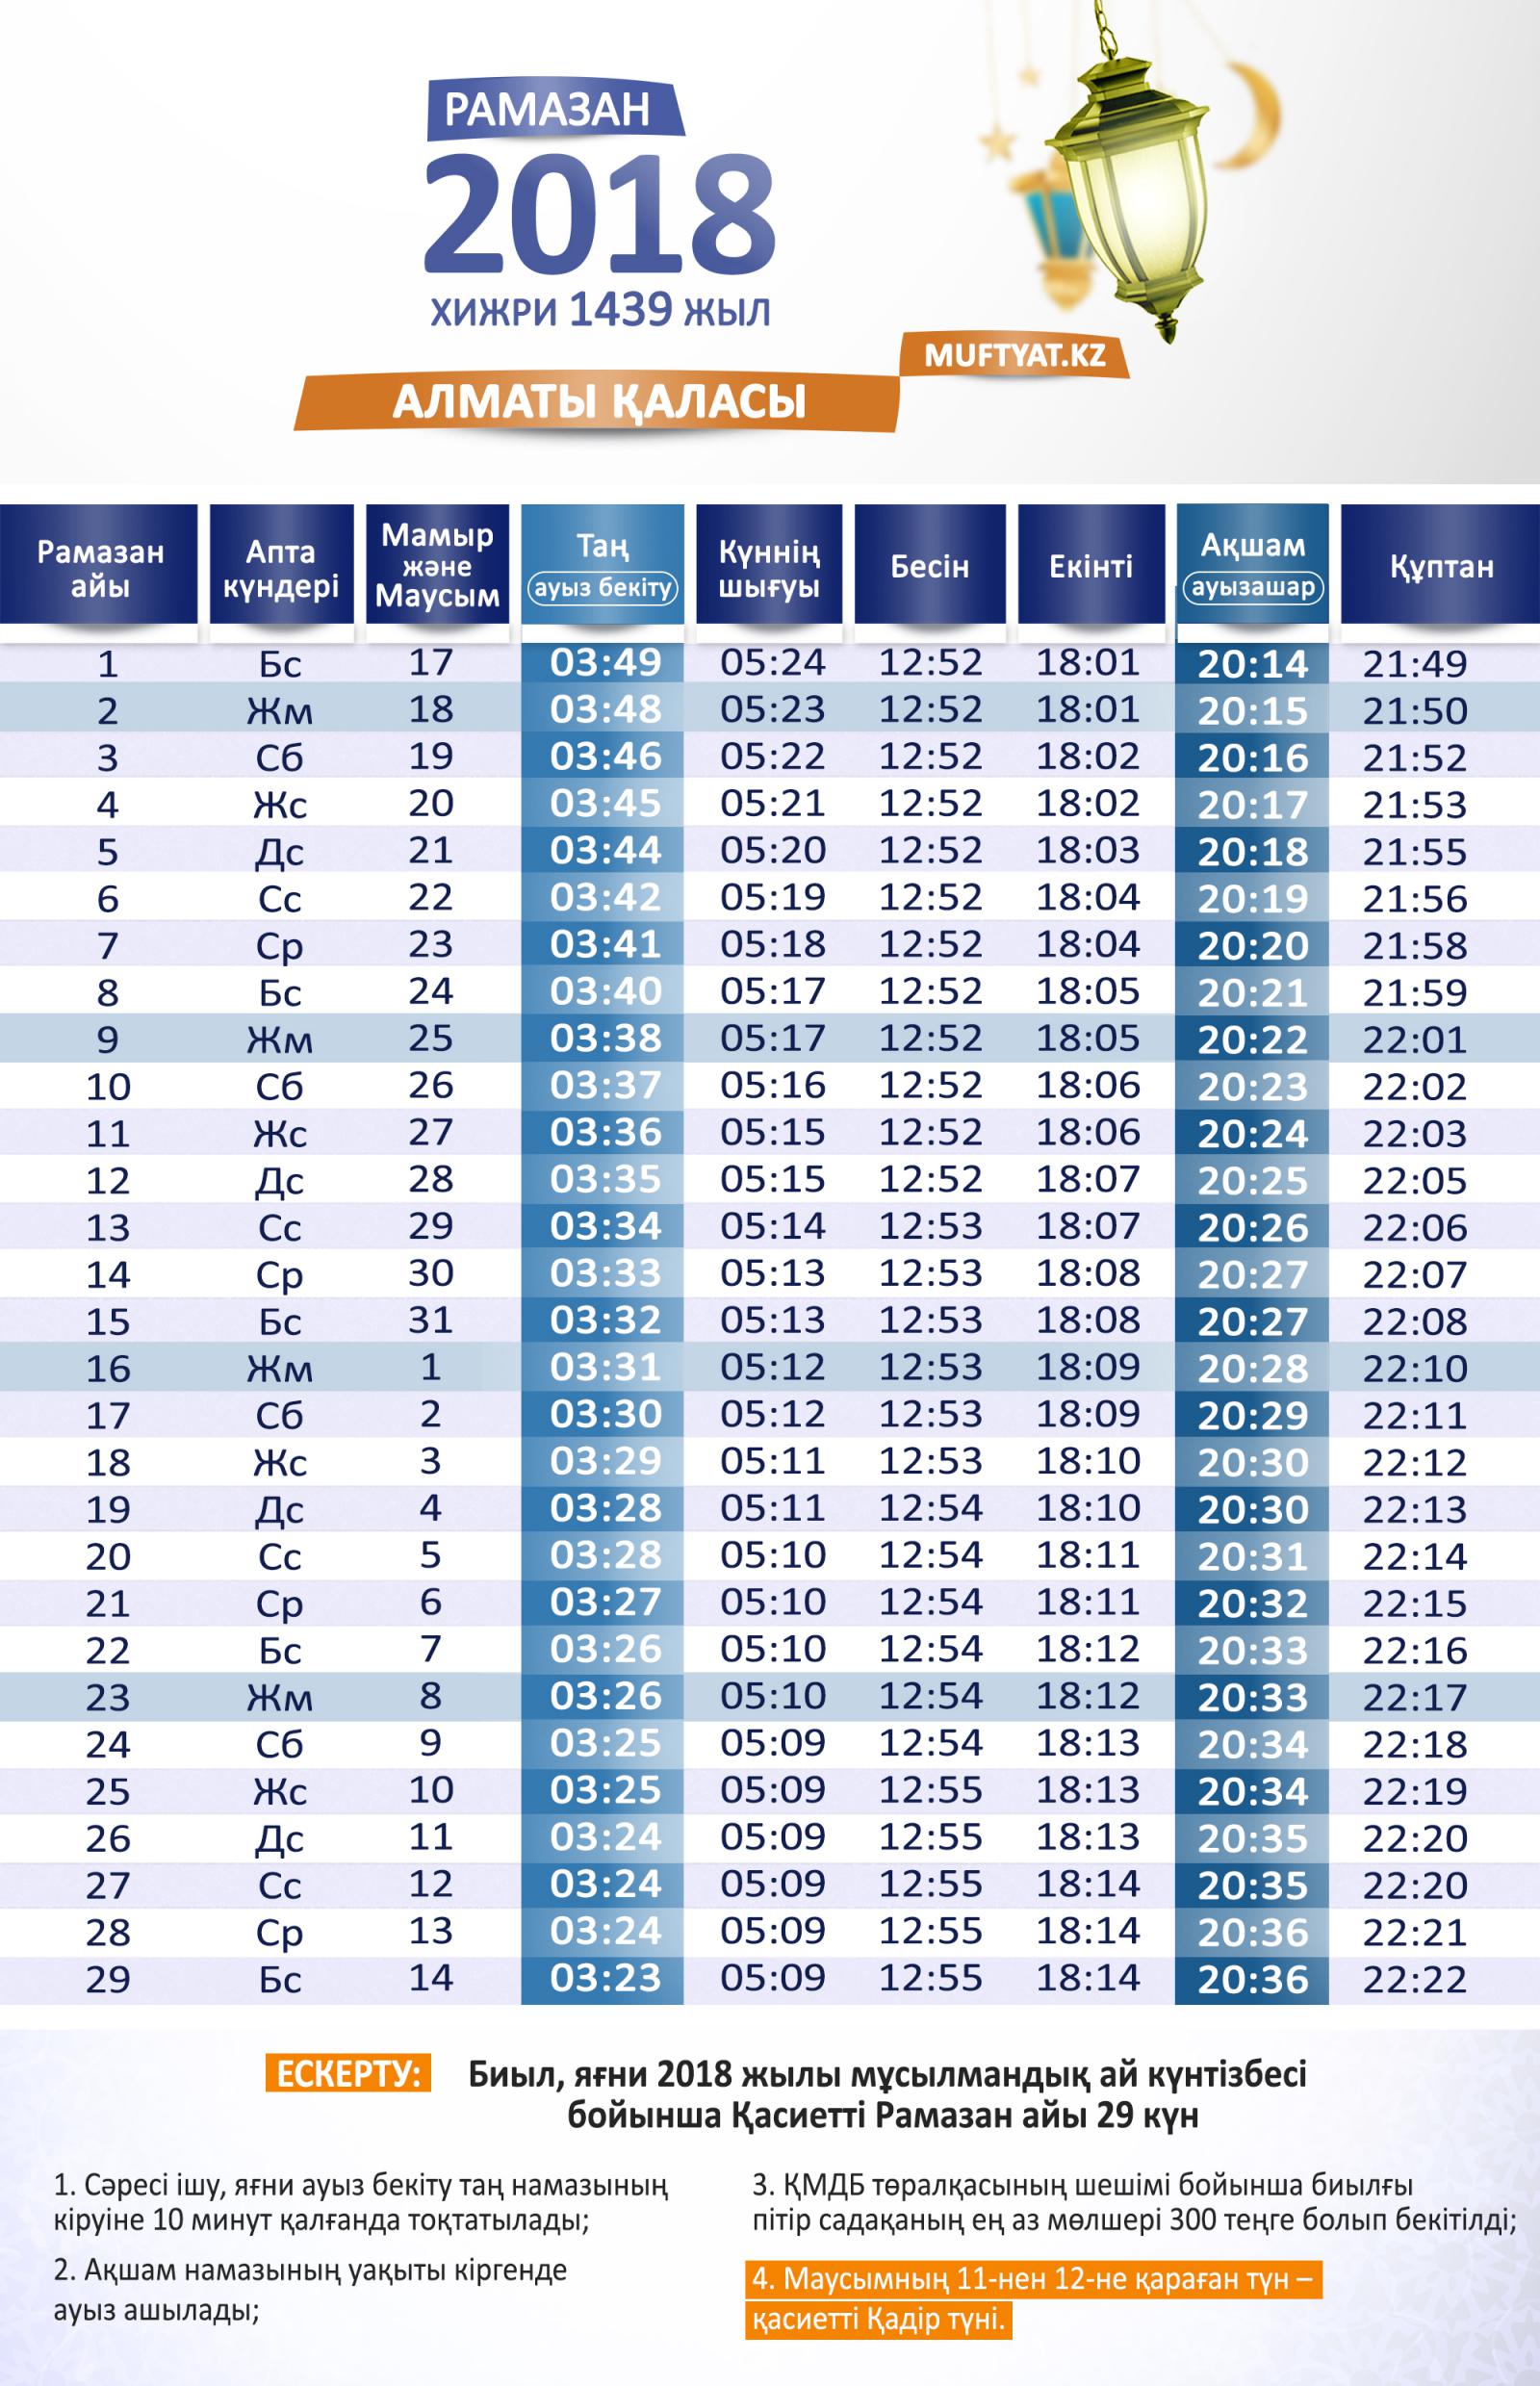 РАМАЗАН
2018
ХИЖРИ 1439 ЖЫЛ
MUFTYAT.KZ
АЛМАТЫ ҚАЛАСЫ
Рамазан айы Апта күндері Мамыр және Маусым Таң ауыз бекіту Күннің шығуы Бесін Екінті Ақшам ауызашар Құптан
1 Бс 17 03:49 05:24 12:52 18:01 20:14 21:49
2 Жм 18 03:48 05:23 12:52 18:01 20:15 21:50
3 Сб 19 03:46 05:22 12:52 18:02 20:16 21:52
4 Жс 20 03:45 05:21 12:52 18:02 20:17 21:53
5 Дс 21 03:44 05:20 12:52 18:03 20:18 21:55
6 Сс 22 03:42 05:19 12:52 18:04 20:19 21:56
7 Ср 23 03:41 05:18 12:52 18:04 20:20 21:58
8 Бс 24 03:40 05:17 12:52 18:05 20:21 21:59
9 Жм 25 03:38 05:17 12:52 18:05 20:22 22:01
10 Сб 26 03:37 05:16 12:52 18:06 20:23 22:02
11 Жс 27 03:36 05:15 12:52 18:06 20:24 22:03
12 Дс 28 03:35 05:15 12:52 18:07 20:25 22:05
13 Сс 29 03:34 05:14 12:53 18:07 20:26 22:06
14 Ср 30 03:33 05:13 12:53 18:08 20:27 22:07
15 Бс 31 03:32 05:13 12:53 18:08 20:27 22:08
16 Жм 1 03:31 05:12 12:53 18:09 20:28 22:10
17 Сб 2 03:30 05:12 12:53 18:09 20:29 22:11
18 Жс 3 03:29 05:11 12:53 18:10 20:30 22:12
19 Дс 4 03:28 05:11 12:54 18:10 20:30 22:13
20 Сс 5 03:28 05:10 12:54 18:11 20:31 22:14
21 Ср 6 03:27 05:10 12:54 18:11 20:32 22:15
22 Бс 7 03:26 05:10 12:54 18:12 20:33 22:16
23 Жм 8 03:26 05:10 12:54 18:12 20:33 22:17
24 Сб 9 03:25 05:09 12:54 18:13 20:34 22:18
25 Жс 10 03:25 05:09 12:55 18:13 20:34 22:19
26 Дс 11 03:24 05:09 12:55 18:13 20:35 22:20
27 Сс 12 03:24 05:09 12:55 18:14 20:35 22:20
28 Ср 13 03:24 05:09 12:55 18:14 20:36 22:21
29 Бс 14 03:23 05:09 12:55 18:14 20:36 22:22
ЕСКЕРТУ: Биыл, яғни 2018 жылы мұсылмандық ай күнтізбесі
бойынша Қасиетті Рамазан айы 29 күн
1. Сәресі ішу, яғни ауыз бекіту таң намазының
кіруіне 10 минут қалғанда тоқтатылады;
2. Ақшам намазының уақыты кіргенде
ауыз ашылады;
3. ҚМДБ төралқасының шешімі бойынша биылғы
пітір садақаның ең аз мөлшері 300 теңге болып бекітілді;
4. Маусымның 11-нен 12-не қараған түн –
қасиетті Қадір түні.